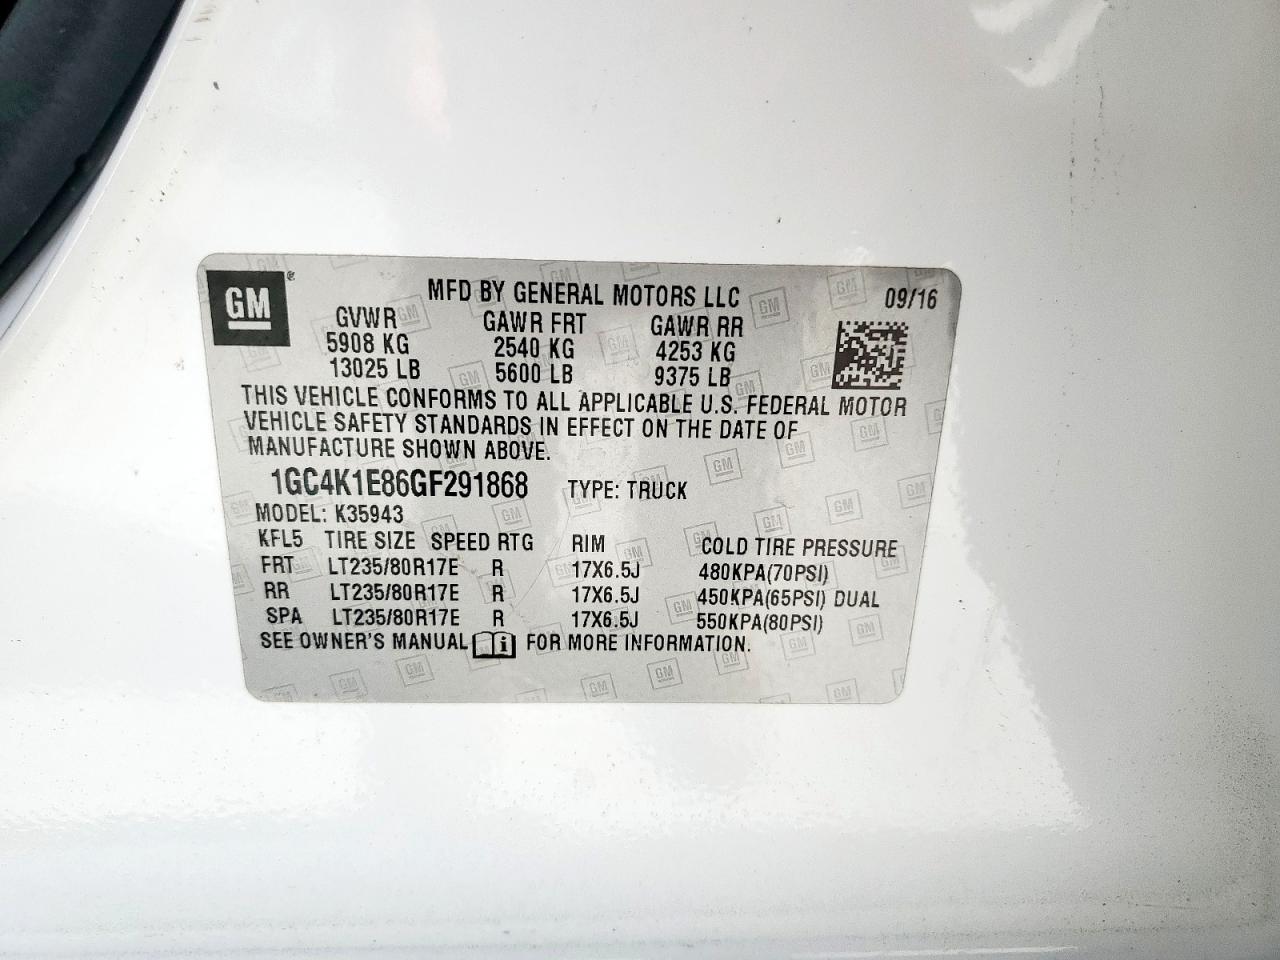 GM®
MFD BY GENERAL MOTORS LLC 09/16
GVWR GAWR FRT GAWR RR
5908 KG 2540 KG 4253 KG
13025 LB 5600 LB 9375 LB
THIS VEHICLE CONFORMS TO ALL APPLICABLE U.S. FEDERAL MOTOR
VEHICLE SAFETY STANDARDS IN EFFECT ON THE DATE OF
MANUFACTURE SHOWN ABOVE.
1GC4K1E86GF291868 TYPE: TRUCK
MODEL: K35943
KFL5 TIRE SIZE SPEED RTG RIM COLD TIRE PRESSURE
FRT LT235/80R17E R 17X6.5J 480KPA(70PSI)
RR LT235/80R17E R 17X6.5J 450KPA(65PSI) DUAL
SPA LT235/80R17E R 17X6.5J 550KPA(80PSI)
SEE OWNER'S MANUAL i FOR MORE INFORMATION.